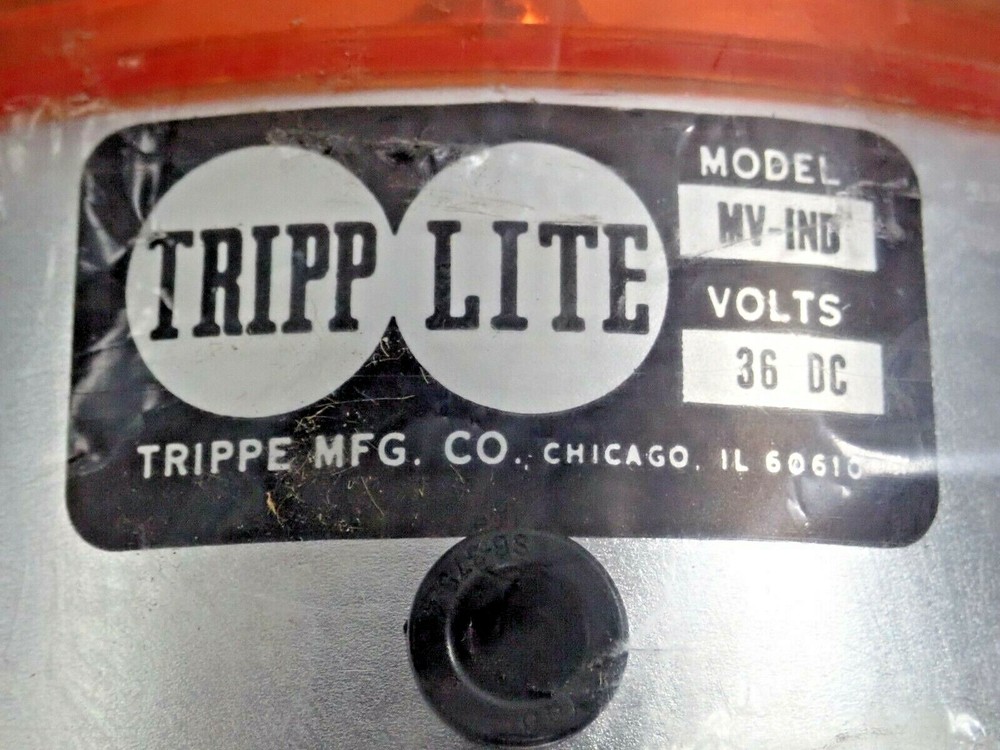 TRIPP LITE
MODEL
MV-IND
VOLTS
36 DC
TRIPPE MFG. CO., CHICAGO, IL 60610